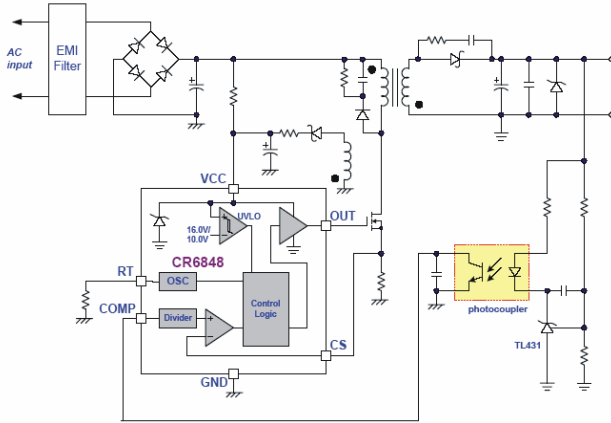 AC
input
EMI
Filter
VCC
UVLO
16.0V/
10.0V
OUT
CR6848
RT
OSC
COMP
Divider
Control
Logic
CS
GND
photocoupler
TL431